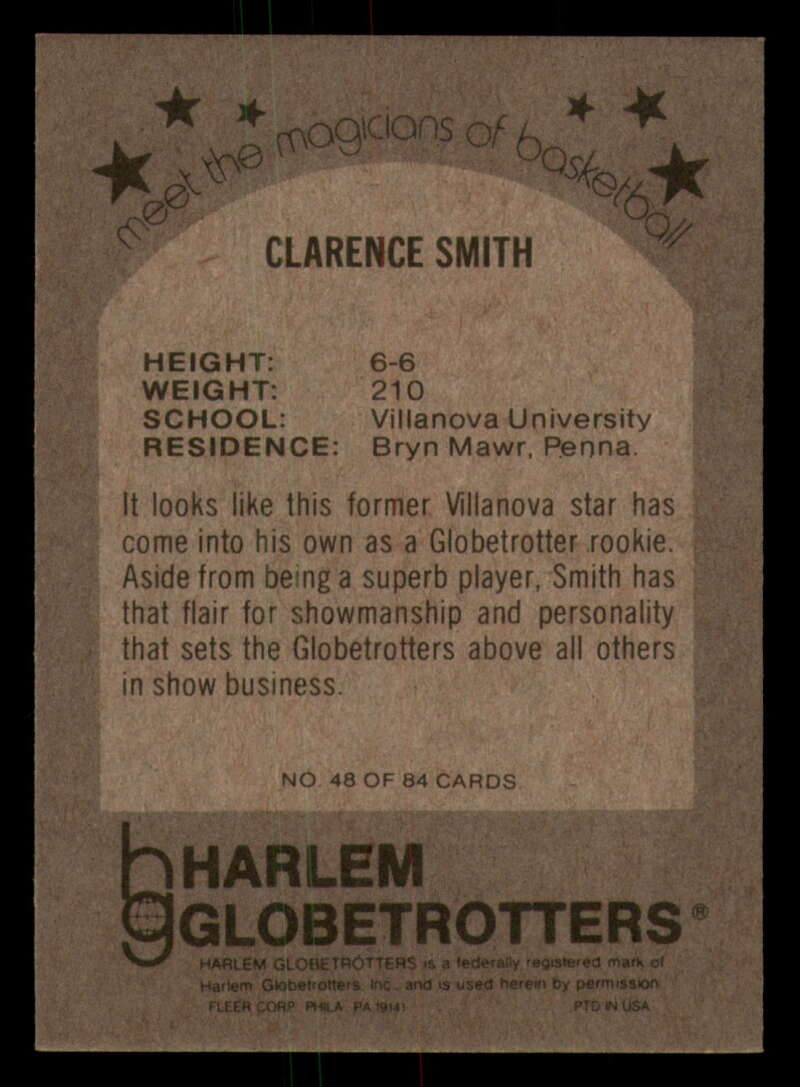 meet the magicians of basketball
CLARENCE SMITH
HEIGHT: 6-6
WEIGHT: 210
SCHOOL: Villanova University
RESIDENCE: Bryn Mawr, Penna.
It looks like this former Villanova star has
come into his own as a Globetrotter rookie.
Aside from being a superb player, Smith has
that flair for showmanship and personality
that sets the Globetrotters above all others
in show business.
NO. 48 OF 84 CARDS
hg HARLEM
GLOBETROTTERS®
HARLEM GLOBETROTTERS is a federally registered mark of
Harlem Globetrotters, Inc., and is used herein by permission
FLEER CORP. PHILA. PA 19141 PTD IN USA